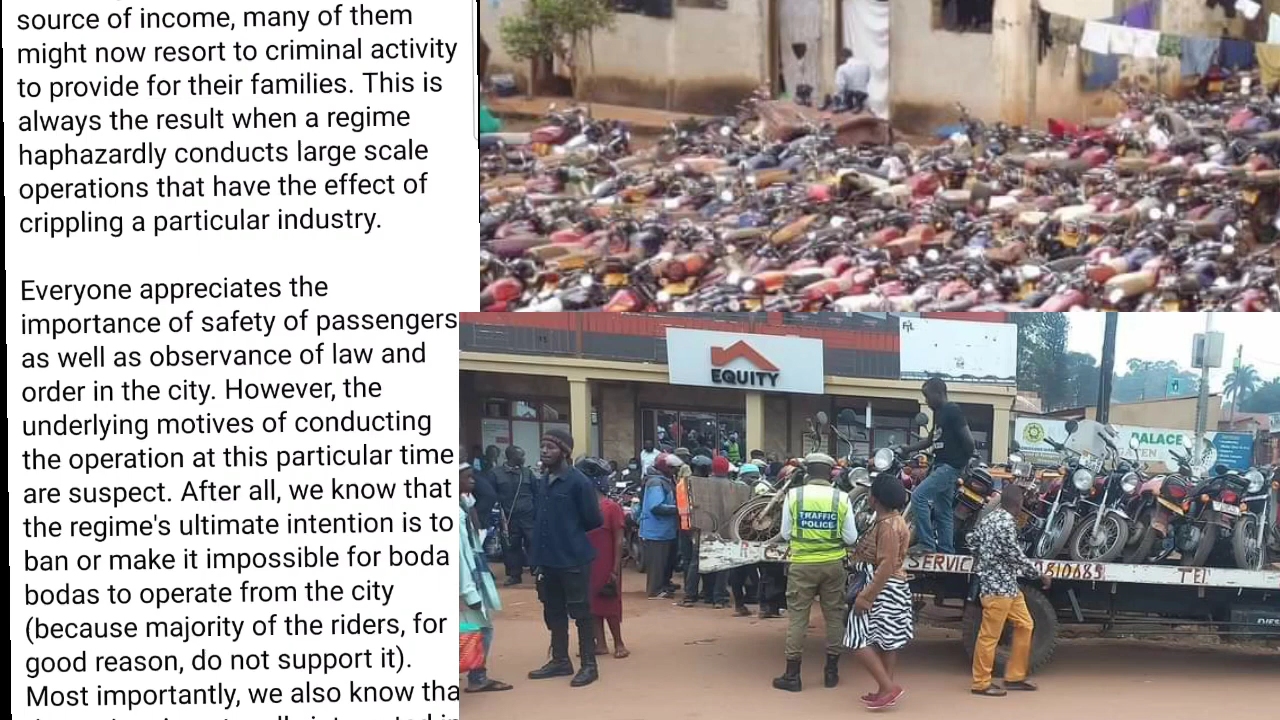 source of income, many of them
might now resort to criminal activity
to provide for their families. This is
always the result when a regime
haphazardly conducts large scale
operations that have the effect of
crippling a particular industry.
Everyone appreciates the
importance of safety of passengers
as well as observance of law and
order in the city. However, the
underlying motives of conducting
the operation at this particular time
are suspect. After all, we know that
the regime's ultimate intention is to
ban or make it impossible for boda
bodas to operate from the city
(because majority of the riders, for
good reason, do not support it).
Most importantly, we also know tha
EQUITY
TRAFFIC
POLICE
PALACE
SERVIC
TEL